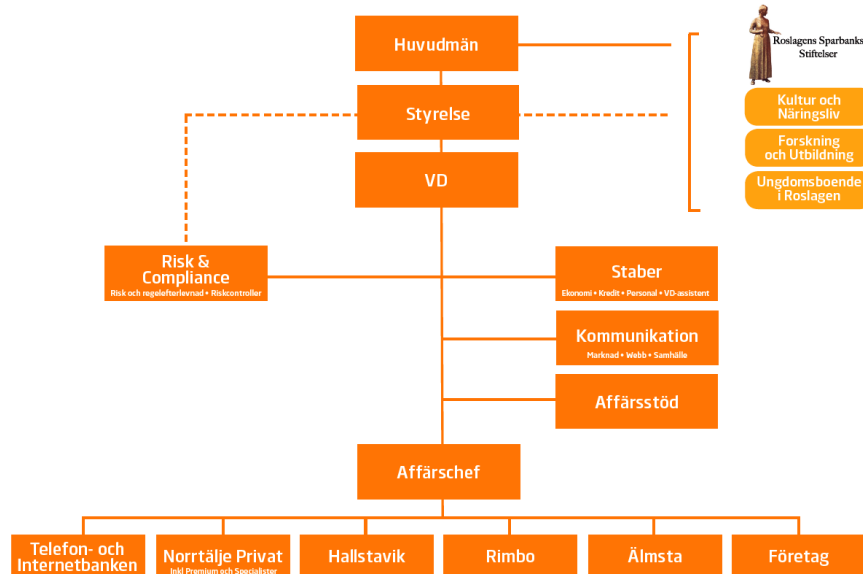 Huvudmän
Roslagens Sparbanks
Stiftelser
Styrelse
Kultur och
Näringsliv
Forskning
och Utbildning
VD
Ungdomsboende
i Roslagen
Risk &
Compliance
Risk och regelefterlevnad • Riskcontroller
Staber
Ekonomi • Kredit • Personal • VD-assistent
Kommunikation
Marknad • Webb • Samhälle
Affärsstöd
Affärschef
Telefon- och
Internetbanken
Norrtälje Privat
Inkl Premium och Specialister
Hallstavik
Rimbo
Älmsta
Företag